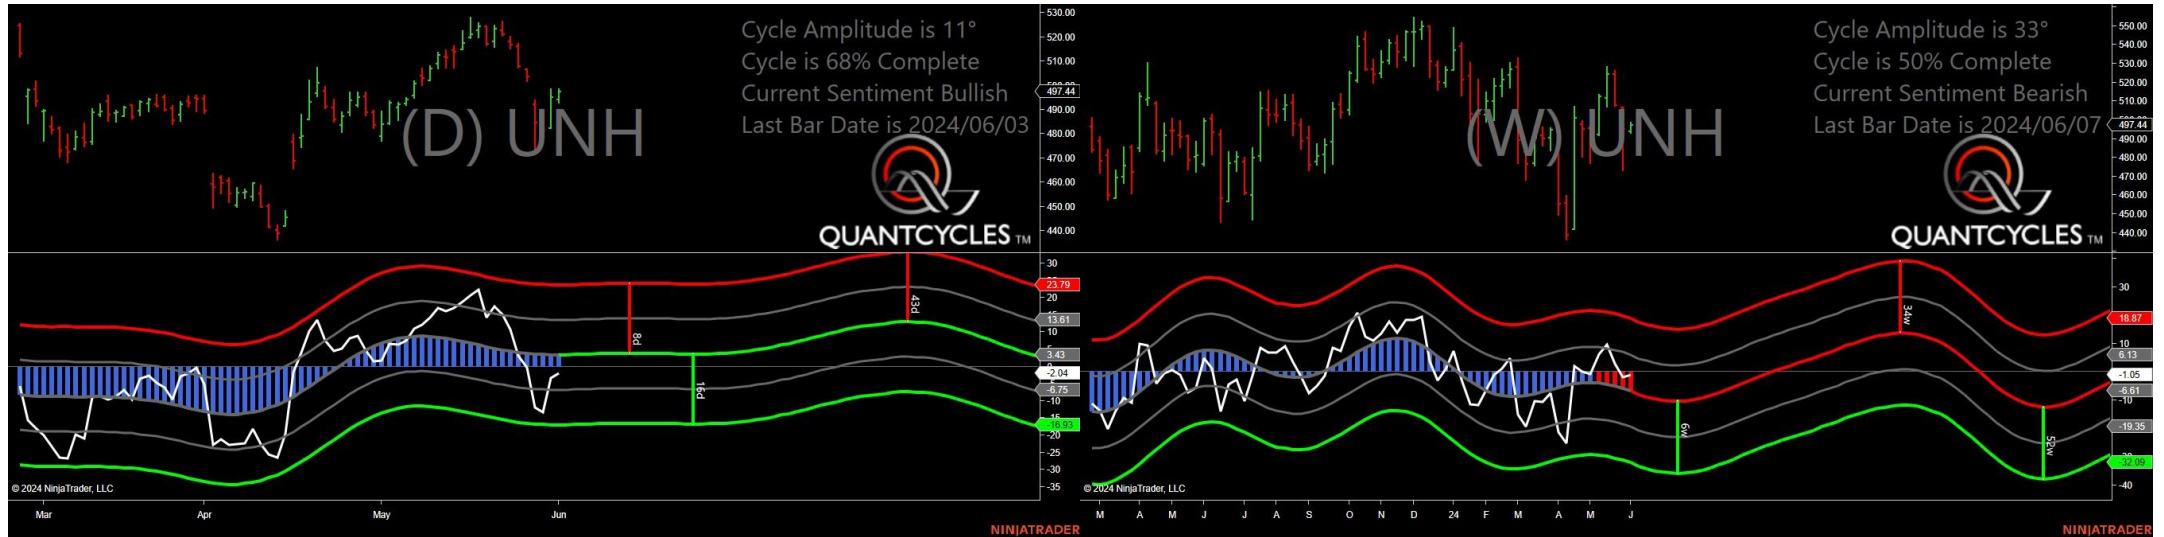 Cycle Amplitude is 11°
Cycle is 68% Complete
Current Sentiment Bullish
Last Bar Date is 2024/06/03
(D) UNH
QUANTCYCLES TM
530.00
520.00
510.00
497.44
490.00
480.00
470.00
460.00
450.00
440.00
30
23.79
20
13.61
10
3.43
-2.04
-6.75
-10
-15
-16.93
-20
-25
-30
-35
8d
16d
43d
© 2024 NinjaTrader, LLC
Mar Apr May Jun
NINJATRADER
Cycle Amplitude is 33°
Cycle is 50% Complete
Current Sentiment Bearish
Last Bar Date is 2024/06/07
(W) UNH
QUANTCYCLES TM
550.00
540.00
530.00
520.00
510.00
497.44
490.00
480.00
470.00
460.00
450.00
440.00
30
18.87
10
6.13
-1.05
-6.61
-10
-19.35
-32.09
-40
6w
34w
52w
© 2024 NinjaTrader, LLC
M A M J J A S O N D 24 F M A M J
NINJATRADER